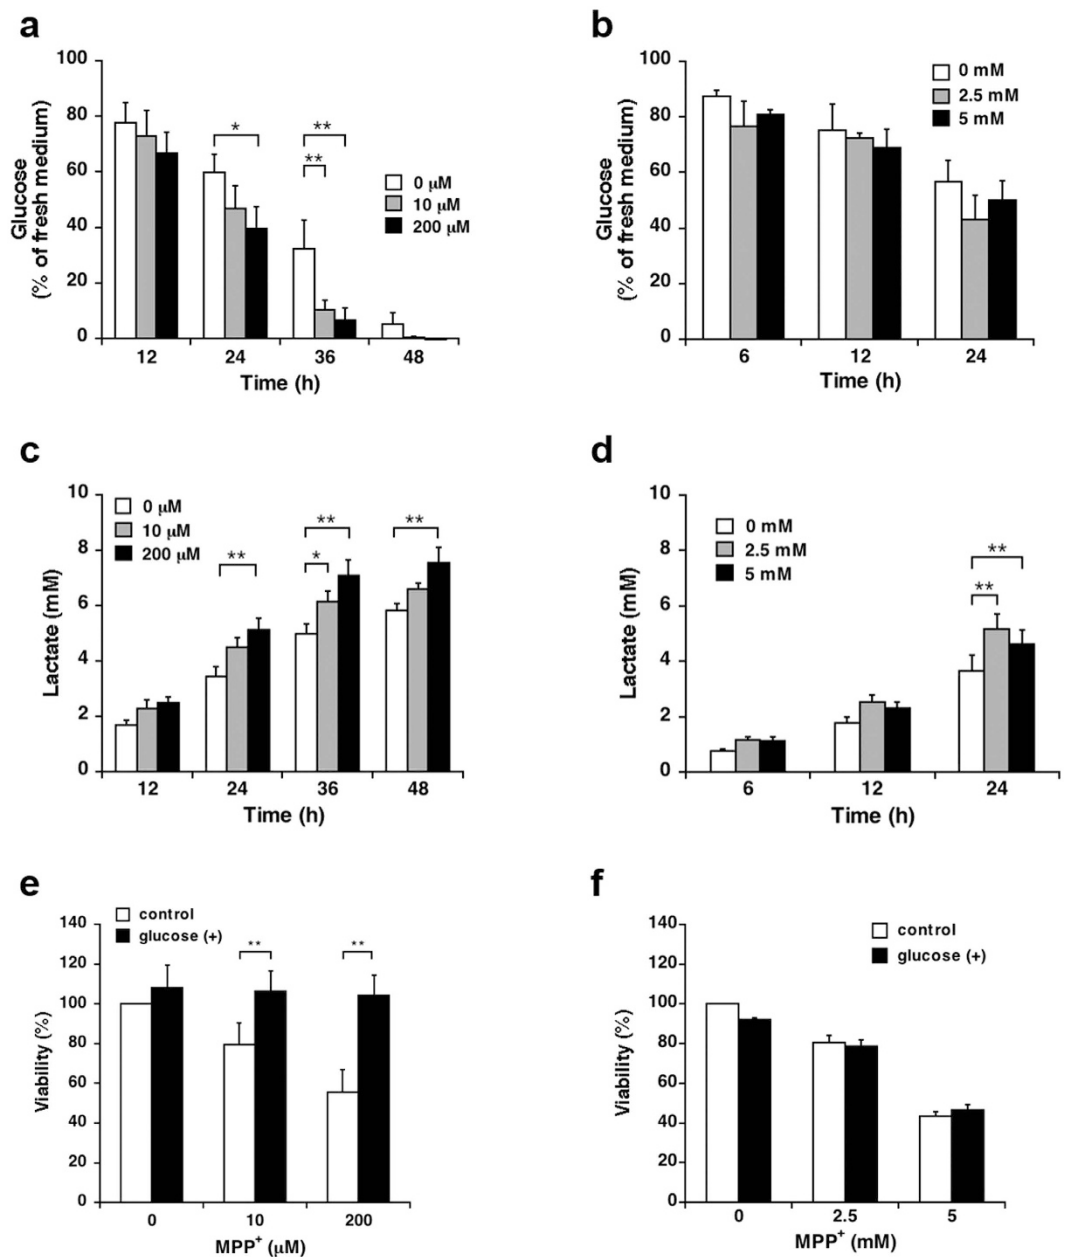 a
100
80
60
40
20
0
Glucose
(% of fresh medium)
*
**
**
0 µM
10 µM
200 µM
12 24 36 48
Time (h)
b
100
80
60
40
20
0
Glucose
(% of fresh medium)
0 mM
2.5 mM
5 mM
6 12 24
Time (h)
c
10
8
6
4
2
0
Lactate (mM)
0 µM
10 µM
200 µM
**
**
*
**
12 24 36 48
Time (h)
d
10
8
6
4
2
0
Lactate (mM)
0 mM
2.5 mM
5 mM
**
**
6 12 24
Time (h)
e
control
glucose (+)
140
120
100
80
60
40
20
0
Viability (%)
**
**
0 10 200
MPP⁺ (µM)
f
control
glucose (+)
140
120
100
80
60
40
20
0
Viability (%)
0 2.5 5
MPP⁺ (mM)